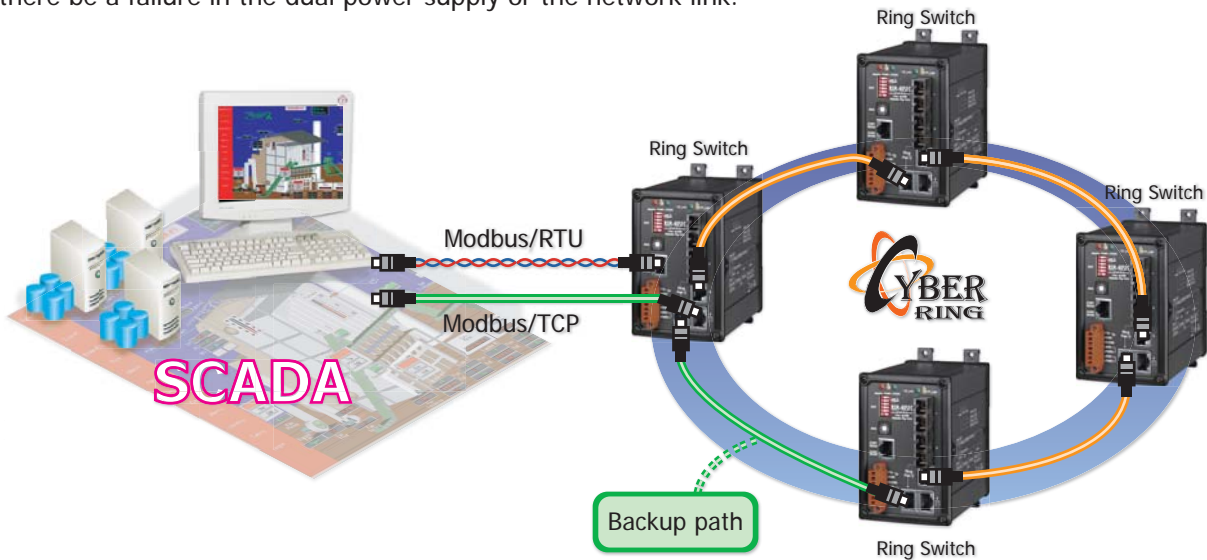 there be a failure in the dual power supply or the network link.
Ring Switch
Ring Switch
Ring Switch
Modbus/RTU
Modbus/TCP
SCADA
CYBER
RING
Backup path
Ring Switch